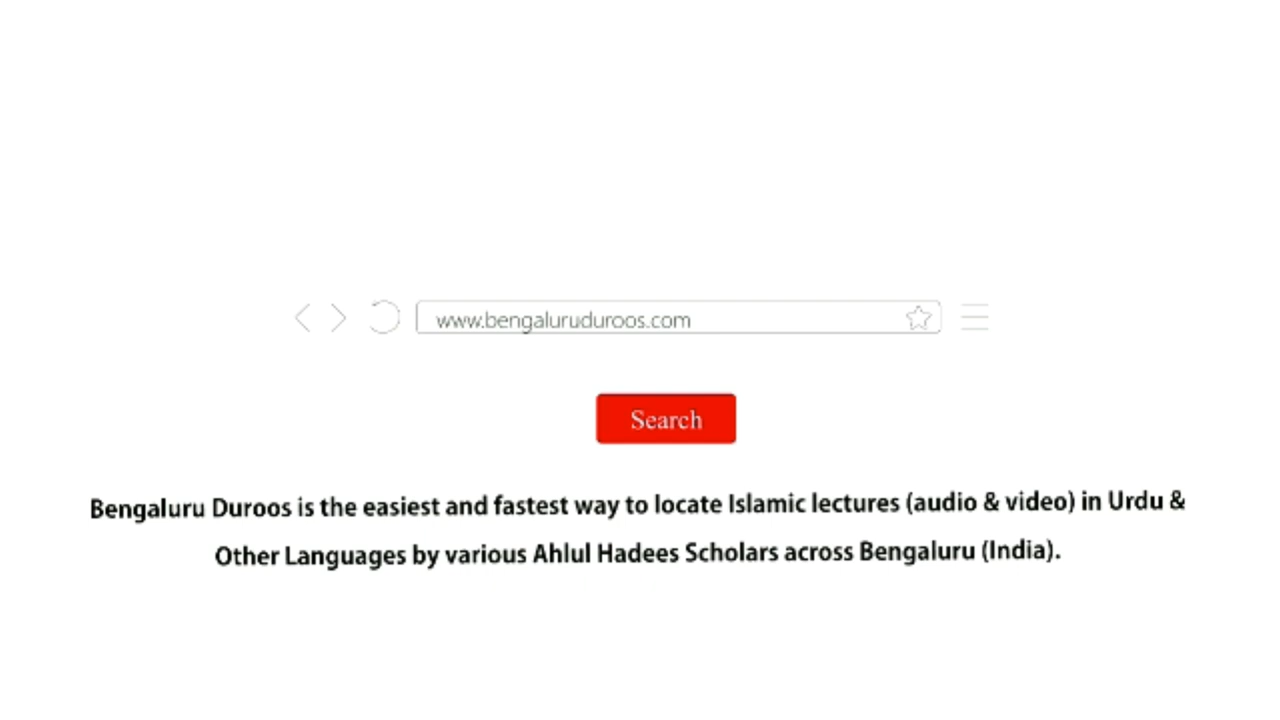 www.bengaluruduroos.com
Search
Bengaluru Duroos is the easiest and fastest way to locate Islamic lectures (audio & video) in Urdu &
Other Languages by various Ahlul Hadees Scholars across Bengaluru (India).